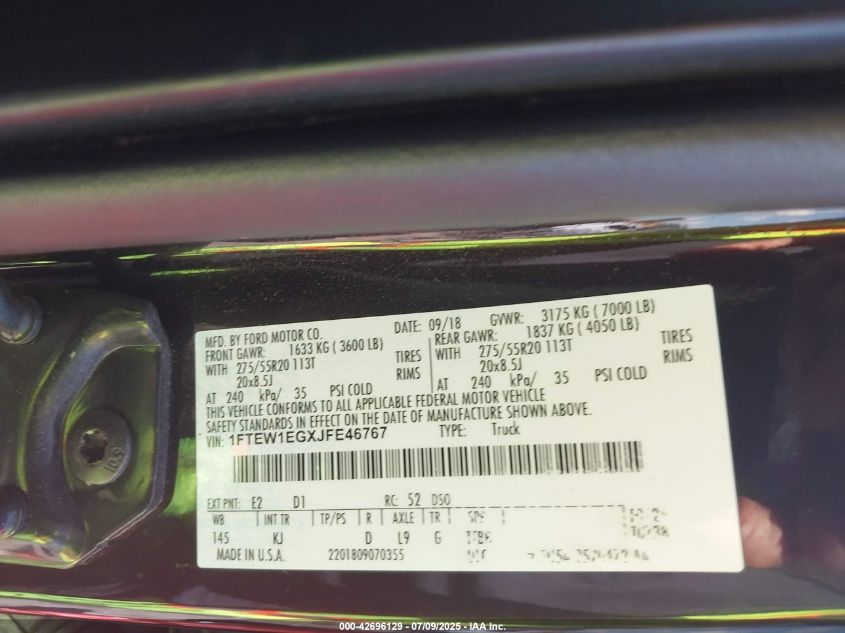 MFD. BY FORD MOTOR CO. DATE: 09/18 GVWR: 3175 KG ( 7000 LB)
FRONT GAWR: 1633 KG ( 3600 LB) REAR GAWR: 1837 KG ( 4050 LB)
WITH 275/55R20 113T TIRES WITH 275/55R20 113T TIRES
20x8.5J RIMS 20x8.5J RIMS
AT 240 kPa/ 35 PSI COLD AT 240 kPa/ 35 PSI COLD
THIS VEHICLE CONFORMS TO ALL APPLICABLE FEDERAL MOTOR VEHICLE
SAFETY STANDARDS IN EFFECT ON THE DATE OF MANUFACTURE SHOWN ABOVE.
VIN: 1FTEW1EGXJFE46767 TYPE: Truck
EXT PNT: E2 D1 RC: 52 DSO
WB INT TR TP/PS R AXLE TR
145 KJ D L9 G
MADE IN U.S.A. 2201809070355
10.9
000-42696129 - 07/09/2025 - IAA Inc.